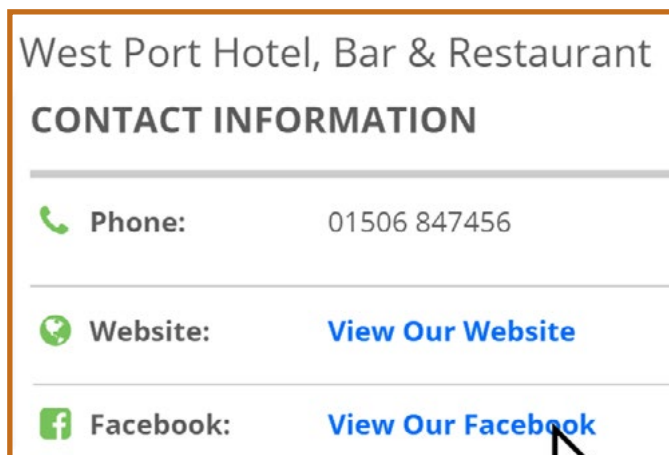 West Port Hotel, Bar & Restaurant
CONTACT INFORMATION
Phone: 01506 847456
Website: View Our Website
Facebook: View Our Facebook